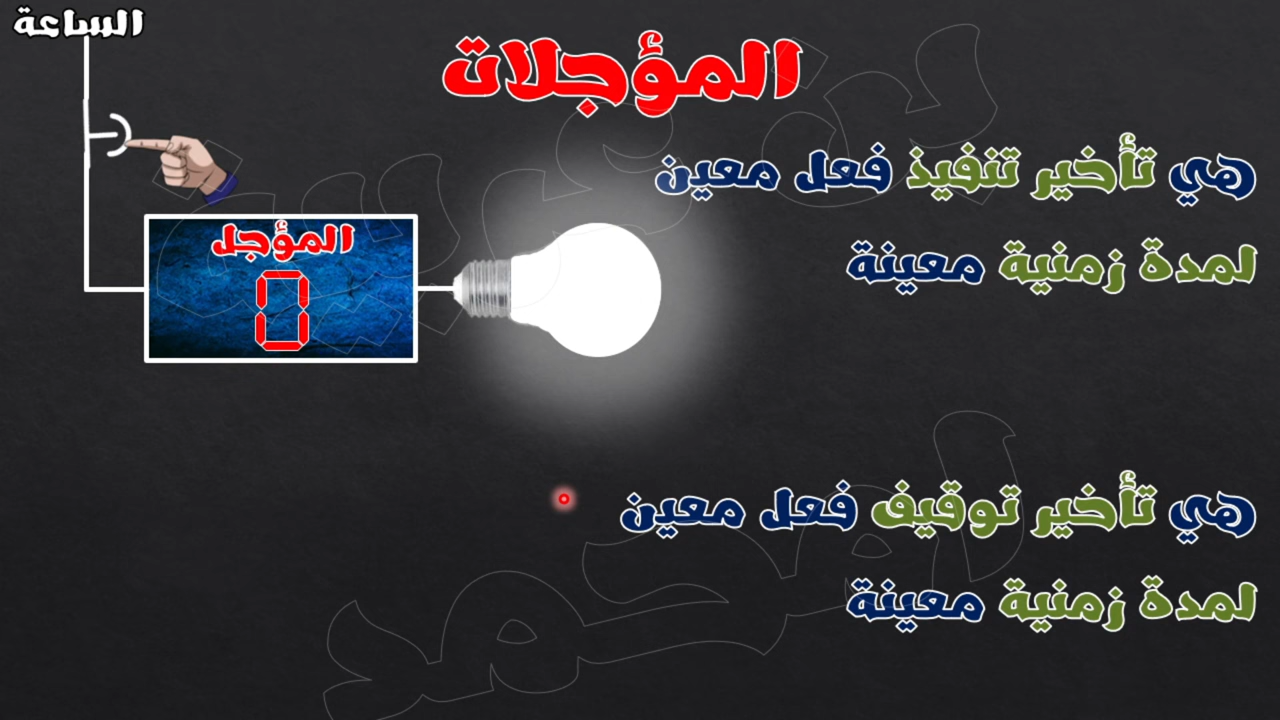 الساعة
المؤجلات
هي تأخير تنفيذ فعل معين
لمدة زمنية معينة
المؤجل
0
هي تأخير توقيف فعل معين
لمدة زمنية معينة